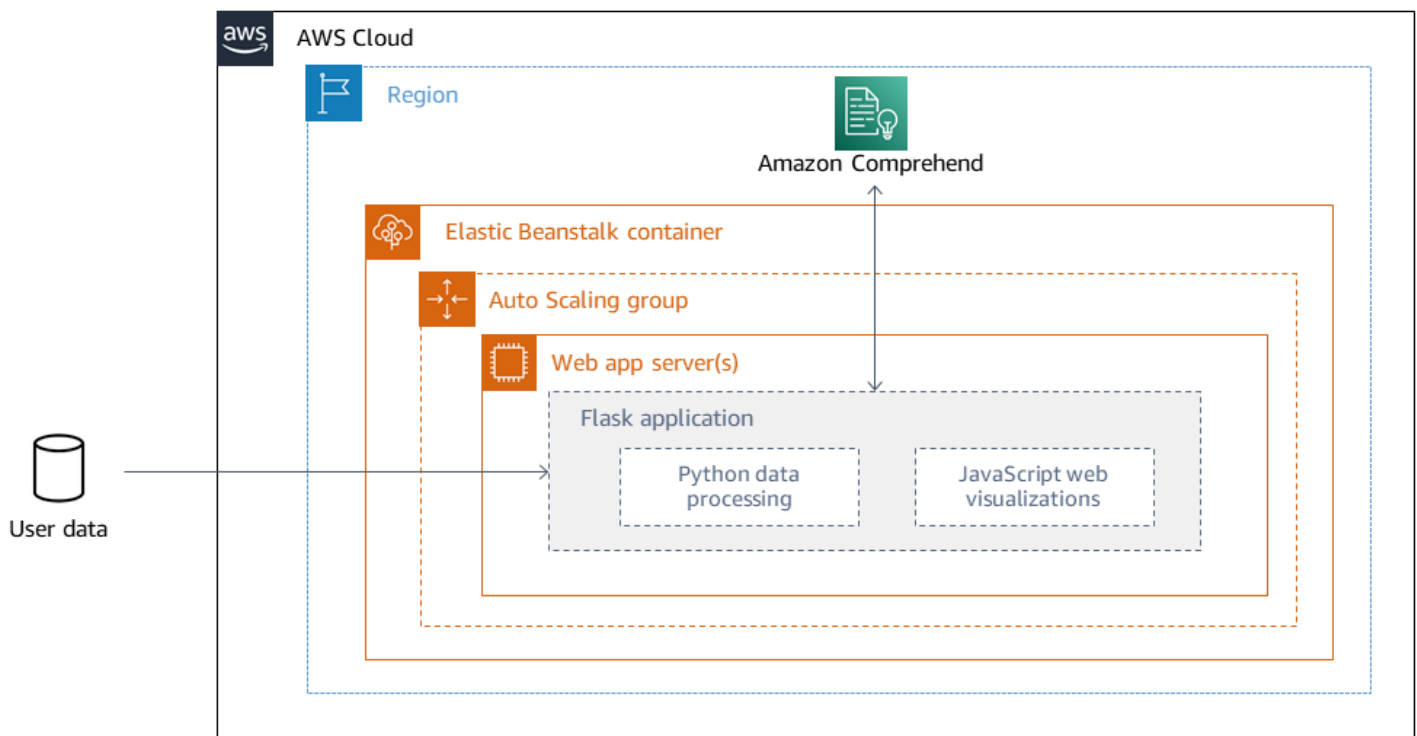 aws
AWS Cloud
Region
Amazon Comprehend
Elastic Beanstalk container
Auto Scaling group
Web app server(s)
Flask application
Python data
processing
JavaScript web
visualizations
User data